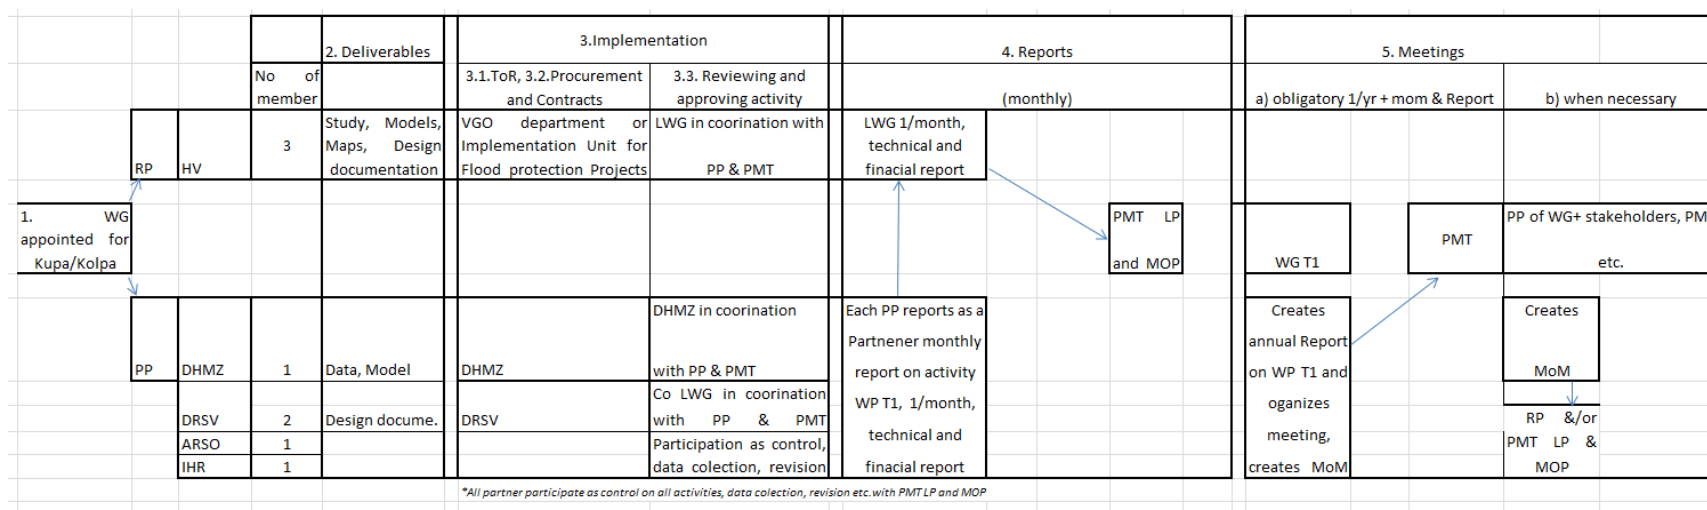 2. Deliverables
3.Implementation
4. Reports
5. Meetings
No of
member
3.1.ToR, 3.2.Procurement
and Contracts
3.3. Reviewing and
approving activity
(monthly)
a) obligatory 1/yr + mom & Report
b) when necessary
RP
HV
3
Study, Models,
Maps, Design
documentation
VGO department or
Implementation Unit for
Flood protection Projects
LWG in coorination with
PP & PMT
LWG 1/month,
technical and
finacial report
1. WG
appointed for
Kupa/Kolpa
PMT LP
and MOP
WG T1
PMT
PP of WG+ stakeholders, PM
etc.
PP
DHMZ
1
Data, Model
DHMZ
DHMZ in coorination
with PP & PMT
Each PP reports as a
Partnener monthly
report on activity
WP T1, 1/month,
technical and
finacial report
Creates
annual Report
on WP T1 and
oganizes
meeting,
creates MoM
Creates
MoM
DRSV
2
Design docume.
DRSV
Co LWG in coorination
with PP & PMT
RP &/or
PMT LP &
MOP
ARSO
1
IHR
1
Participation as control,
data colection, revision
*All partner participate as control on all activities, data colection, revision etc.with PMT LP and MOP